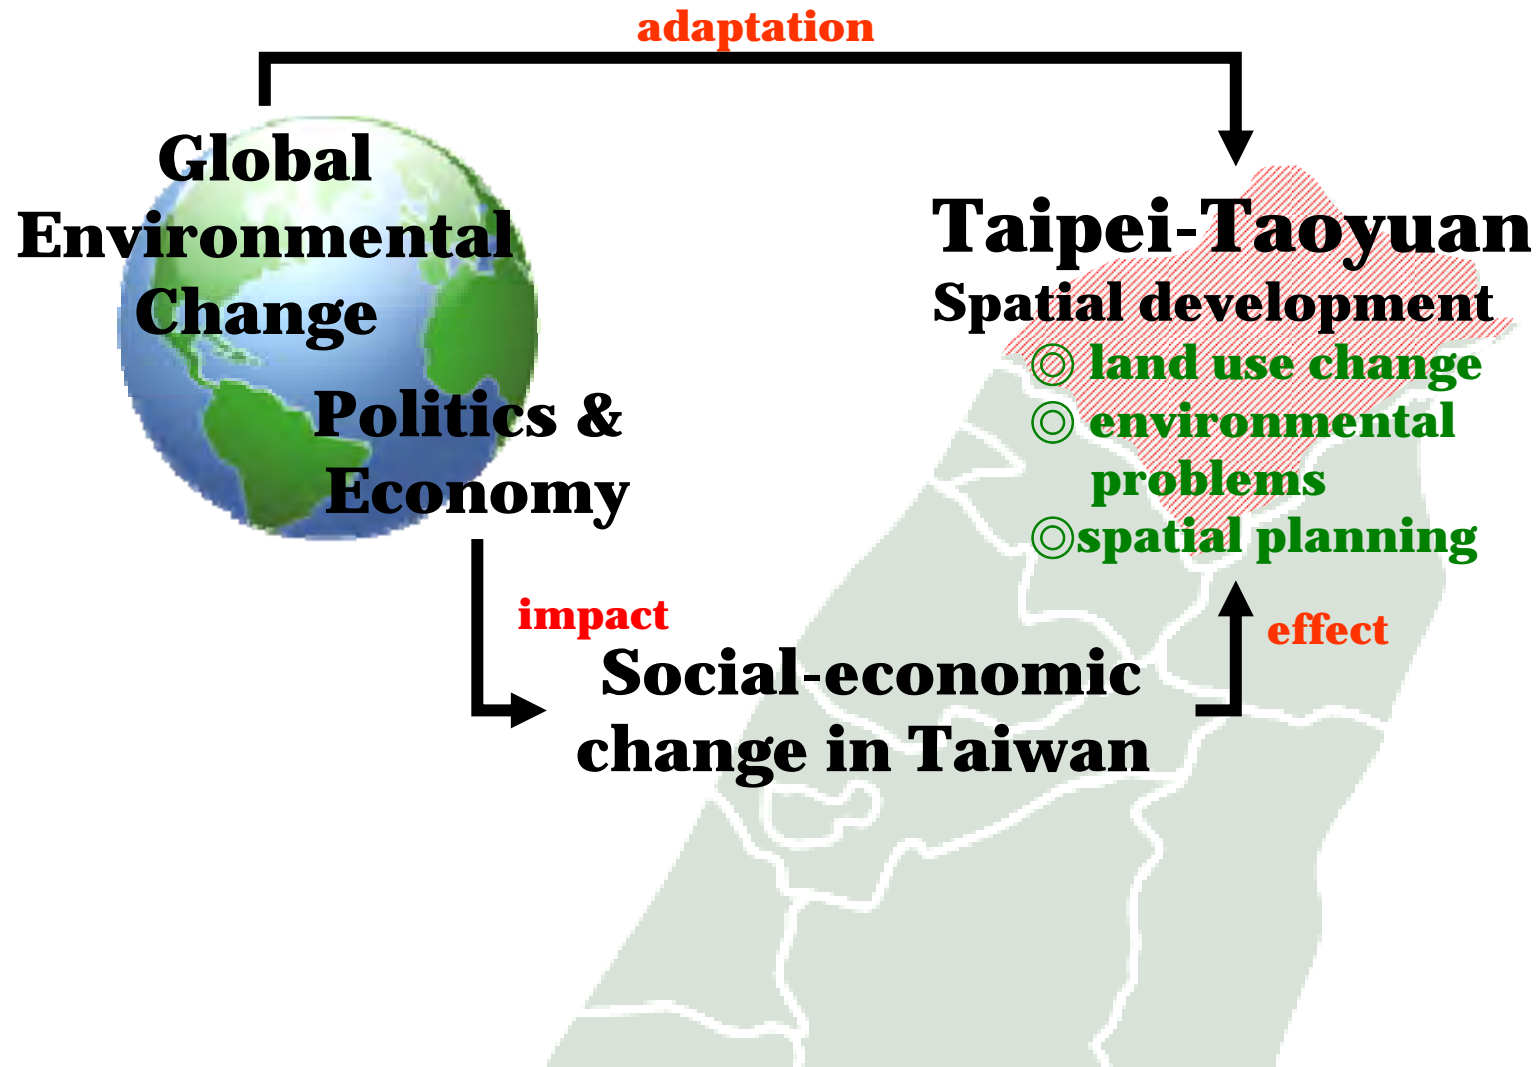 adaptation
Global
Environmental
Change
Politics &
Economy
Taipei-Taoyuan
Spatial development
◎ land use change
◎ environmental
problems
◎spatial planning
impact
effect
Social-economic
change in Taiwan